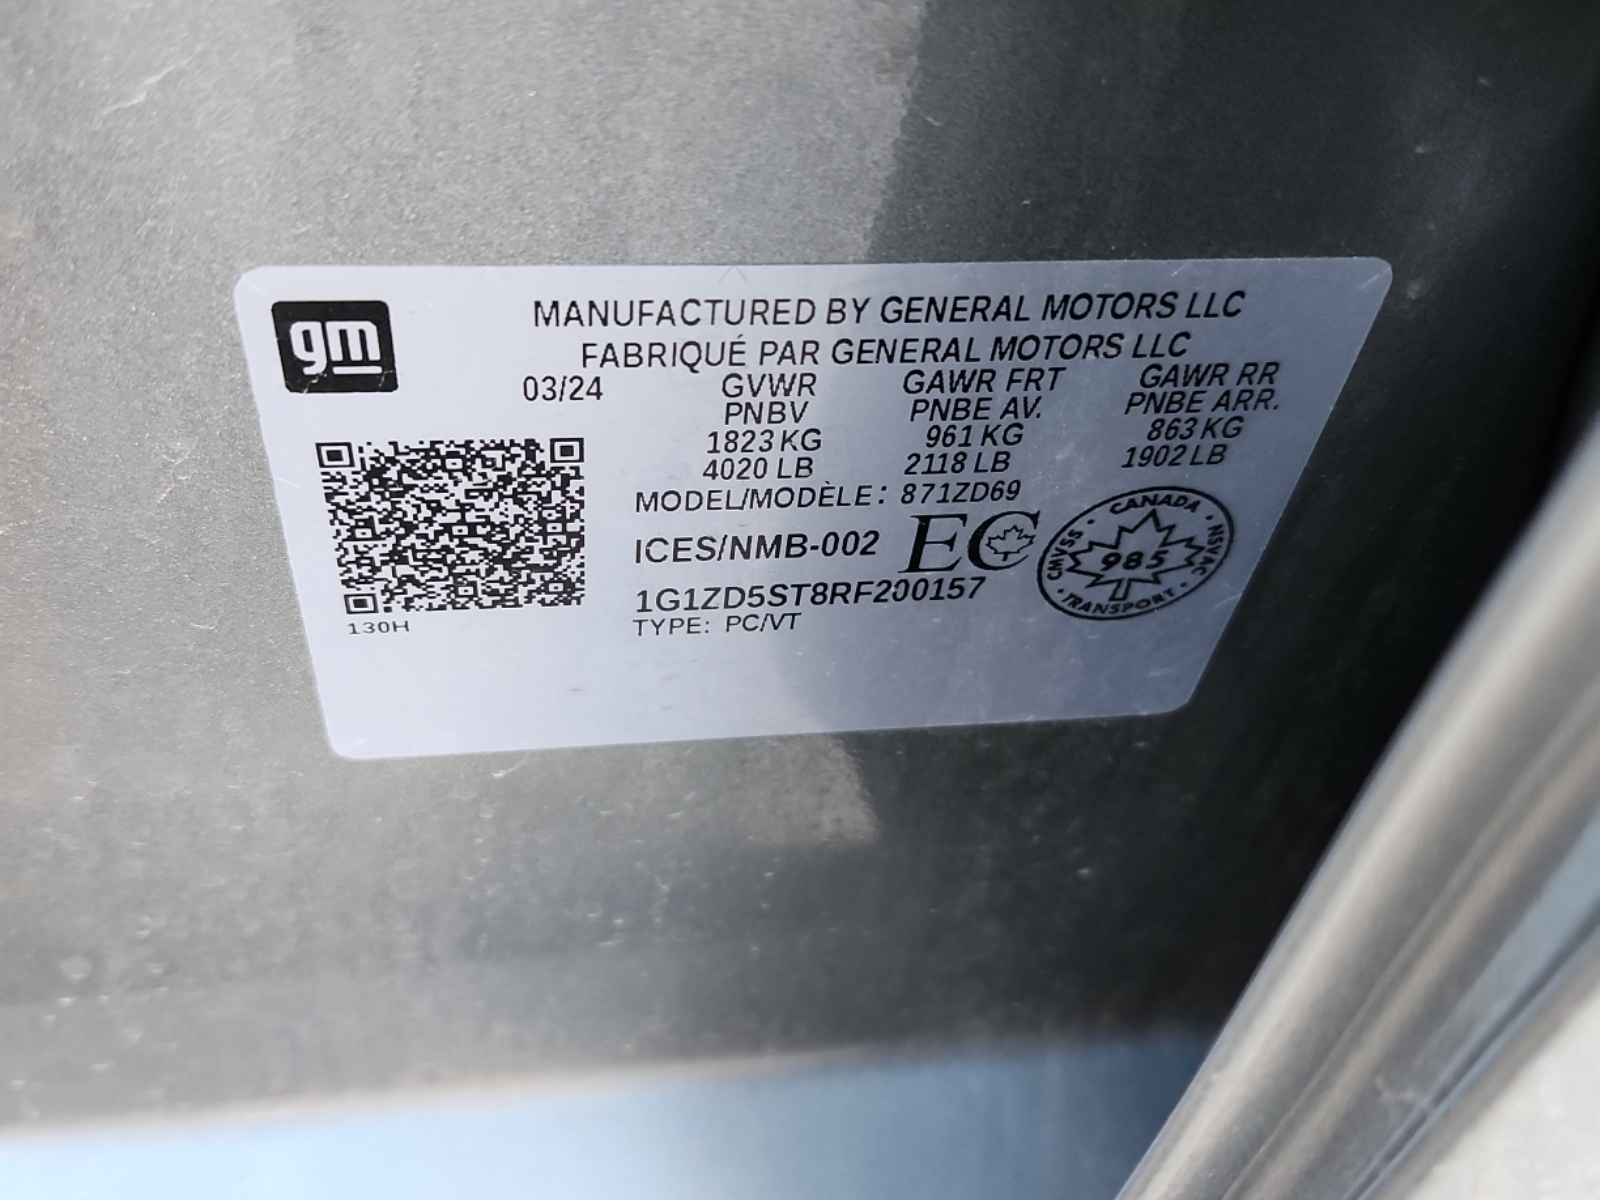 gm
MANUFACTURED BY GENERAL MOTORS LLC
FABRIQUÉ PAR GENERAL MOTORS LLC
03/24 GVWR GAWR FRT GAWR RR
PNBV PNBE AV. PNBE ARR.
1823 KG 961 KG 863 KG
4020 LB 2118 LB 1902 LB
MODEL/MODÈLE: 871ZD69
ICES/NMB-002 EC
CANADA • NSVAC • TRANSPORT • CMVSS •
985
1G1ZD5ST8RF200157
TYPE: PC/VT
130H